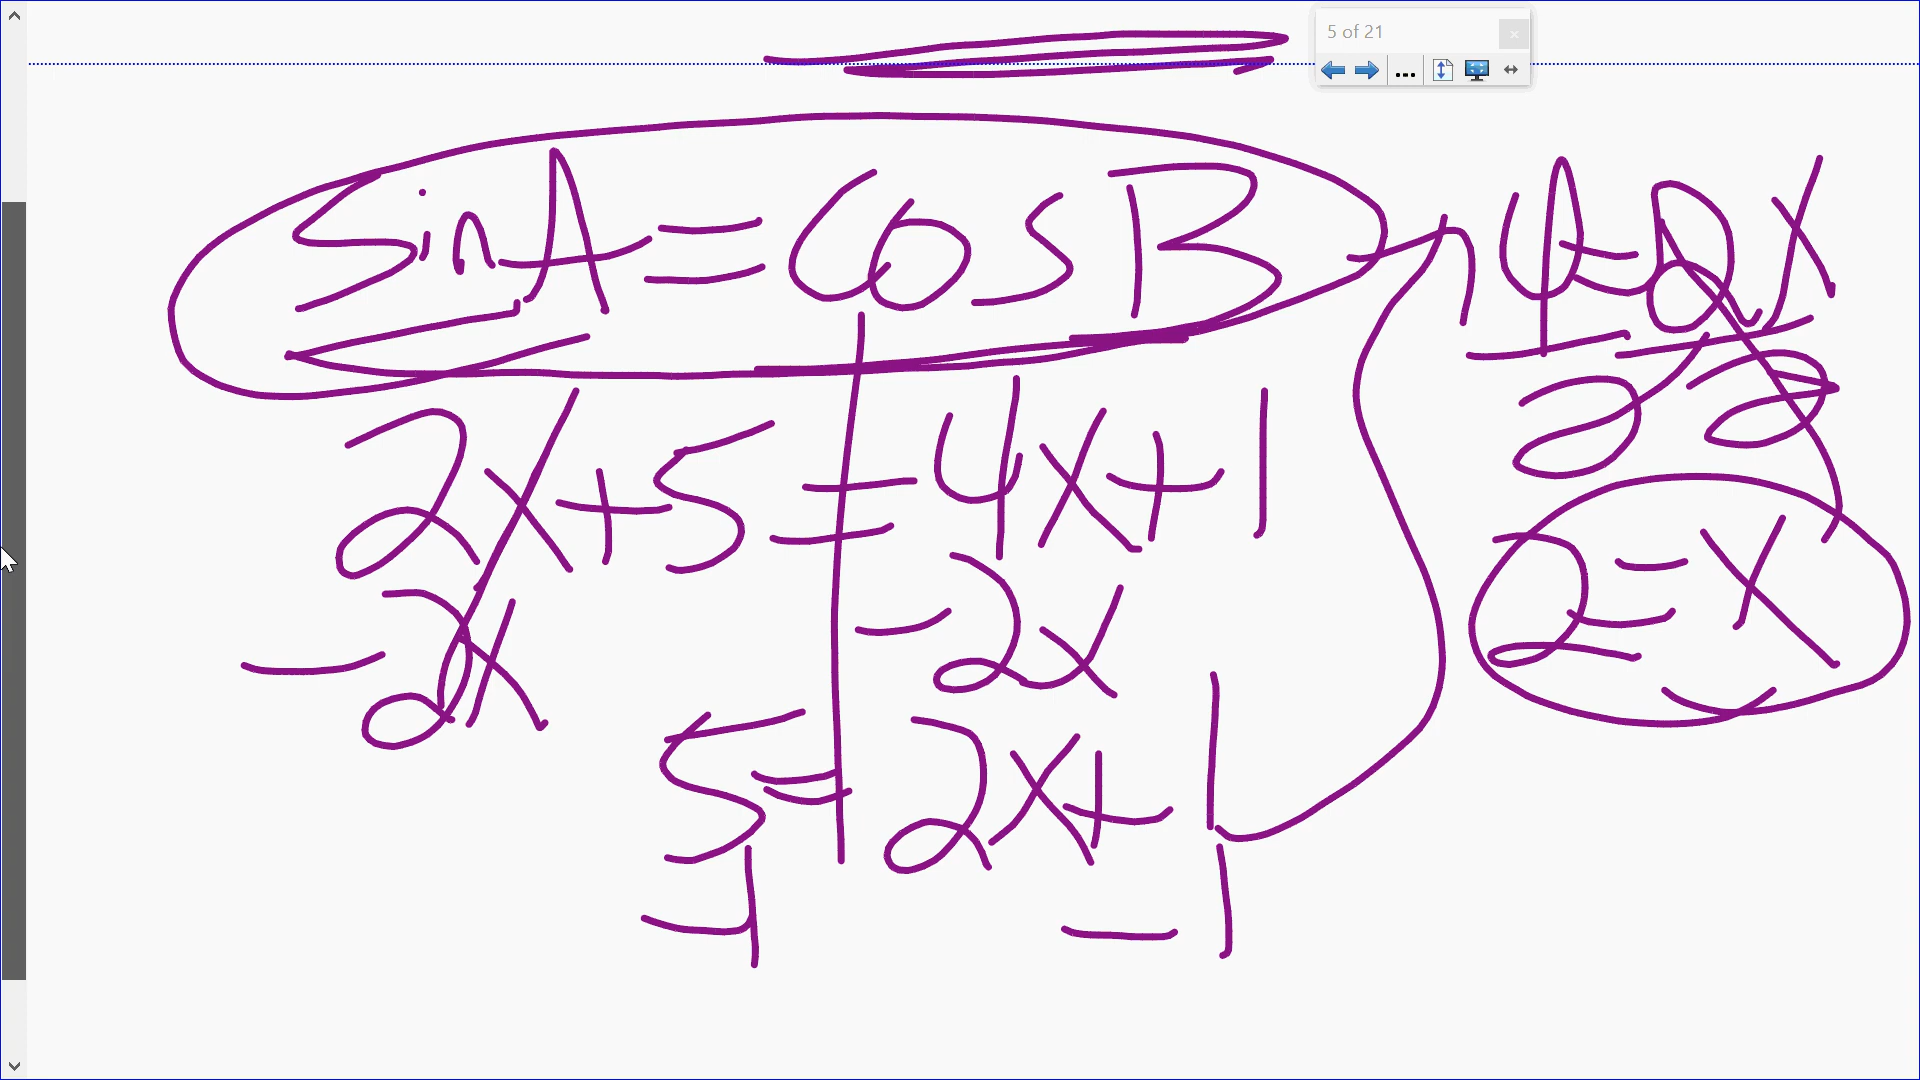 5 of 21
Sin A = Cos B
2x + 5 = 4x + 1
- 2x - 2x
5 = 2x + 1
- 1 - 1
4 = 2x
2 2
2 = x